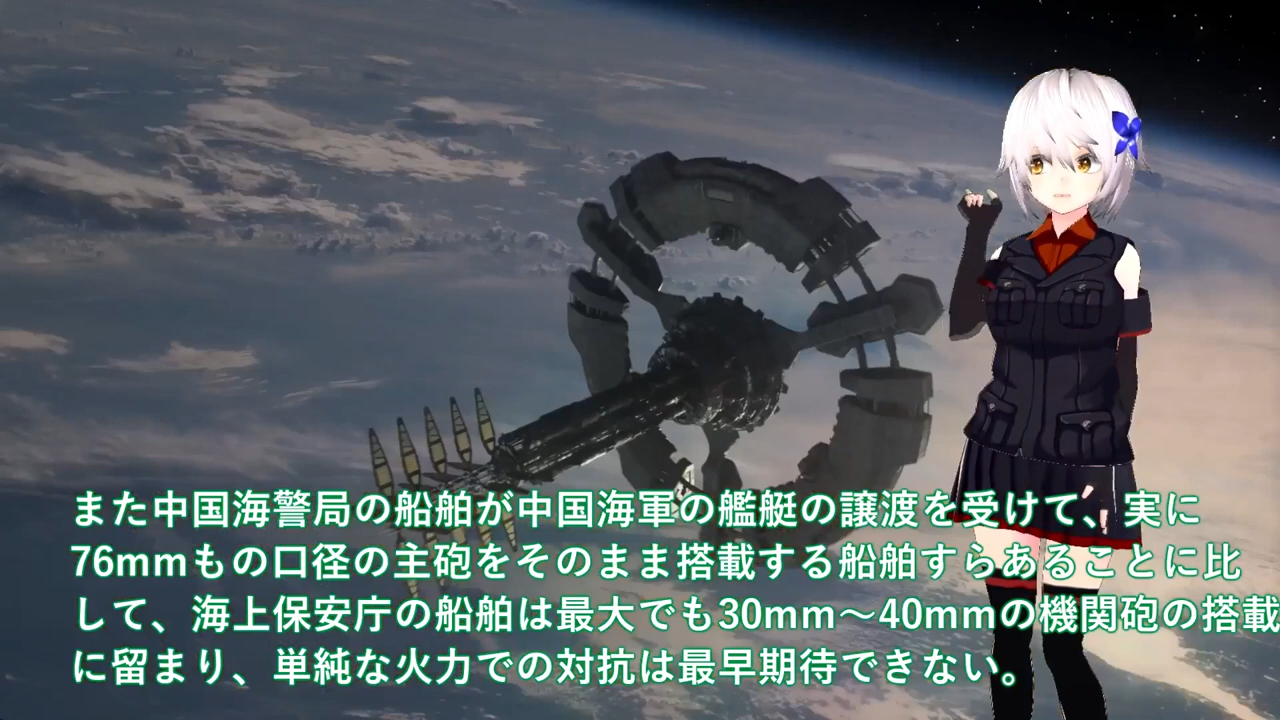 また中国海警局の船舶が中国海軍の艦艇の譲渡を受けて、実に
76mmもの口径の主砲をそのまま搭載する船舶すらあることに比
して、海上保安庁の船舶は最大でも30mm～40mmの機関砲の搭載
に留まり、単純な火力での対抗は最早期待できない。